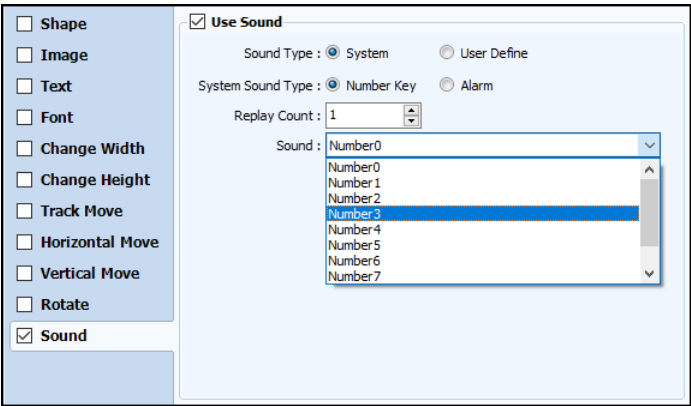 Shape
Image
Text
Font
Change Width
Change Height
Track Move
Horizontal Move
Vertical Move
Rotate
Sound
Use Sound
Sound Type : System User Define
System Sound Type : Number Key Alarm
Replay Count : 1
Sound : Number0
Number0
Number1
Number2
Number3
Number4
Number5
Number6
Number7